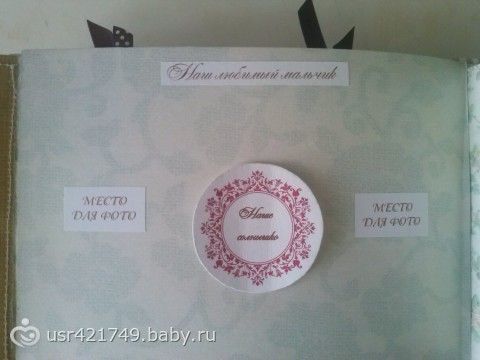 Наш любимый мальчик
МЕСТО
ДЛЯ ФОТО
Наше
солнышко
МЕСТО
ДЛЯ ФОТО
usr421749.baby.ru